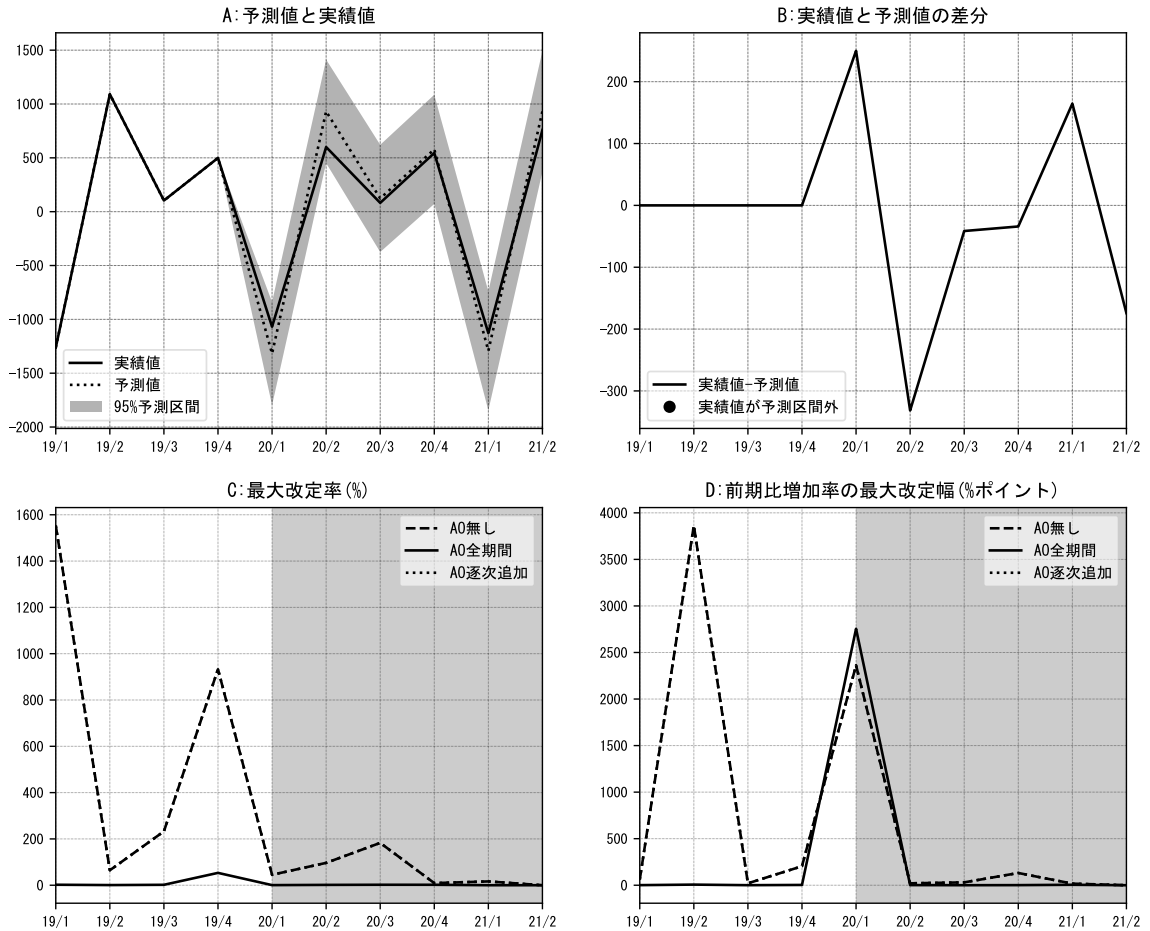 A:予測値と実績値
1500
1000
500
0
−500
−1000
−1500
−2000
実績値
予測値
95%予測区間
19/1 19/2 19/3 19/4 20/1 20/2 20/3 20/4 21/1 21/2
B:実績値と予測値の差分
200
100
0
−100
−200
−300
実績値−予測値
実績値が予測区間外
19/1 19/2 19/3 19/4 20/1 20/2 20/3 20/4 21/1 21/2
C:最大改定率(%)
1600
1400
1200
1000
800
600
400
200
0
AO無し
AO全期間
AO逐次追加
19/1 19/2 19/3 19/4 20/1 20/2 20/3 20/4 21/1 21/2
D:前期比増加率の最大改定幅(%ポイント)
4000
3500
3000
2500
2000
1500
1000
500
0
AO無し
AO全期間
AO逐次追加
19/1 19/2 19/3 19/4 20/1 20/2 20/3 20/4 21/1 21/2